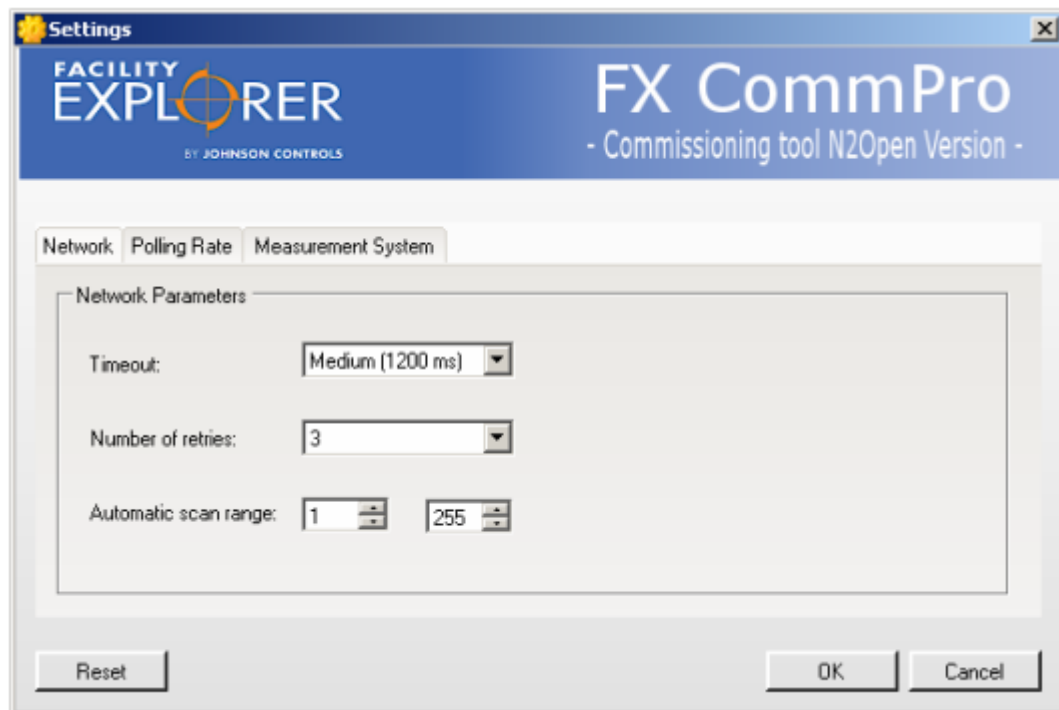 Settings
FACILITY
EXPLORER
BY JOHNSON CONTROLS
FX CommPro
- Commissioning tool N2Open Version -
Network Polling Rate Measurement System
Network Parameters
Timeout: Medium (1200 ms)
Number of retries: 3
Automatic scan range: 1 255
Reset OK Cancel